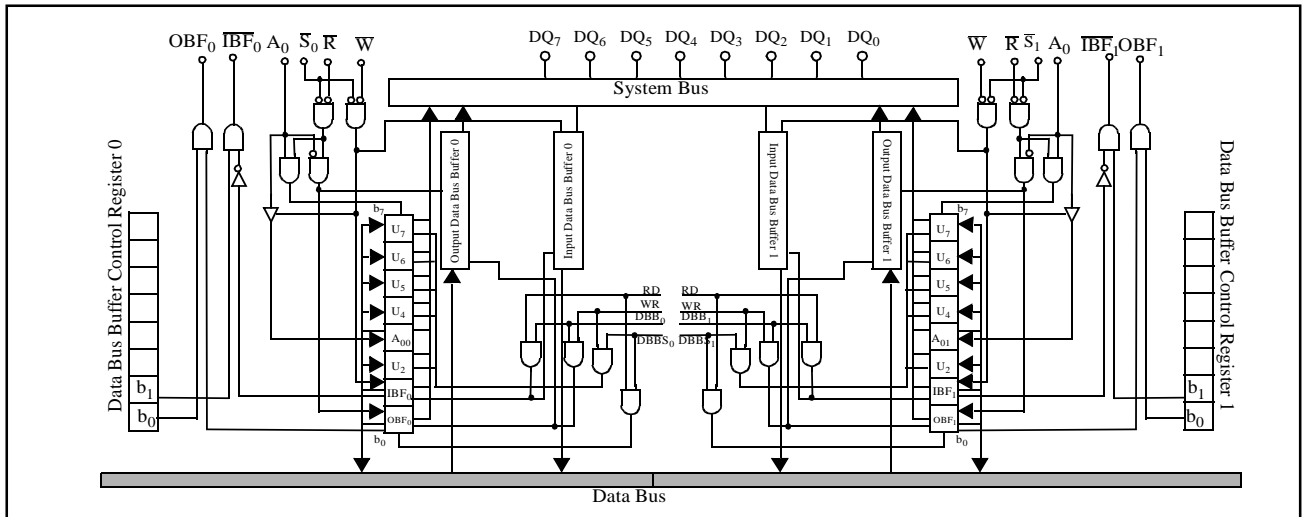 OBF₀ I̅B̅F̅₀ A₀ S̅₀ R̅ W̅ DQ₇ DQ₆ DQ₅ DQ₄ DQ₃ DQ₂ DQ₁ DQ₀ W̅ R̅ S̅₁ A₀ I̅B̅F̅₁ OBF₁
System Bus
Data Bus Buffer Control Register 0
b₁
b₀
b₇
U₇
U₆
U₅
U₄
A₀₀
U₂
IBF₀
OBF₀
b₀
Output Data Bus Buffer 0
Input Data Bus Buffer 0
RD RD
WR WR
DBB₀ DBB₁
DBBS₀ DBBS₁
Input Data Bus Buffer 1
Output Data Bus Buffer 1
b₇
U₇
U₆
U₅
U₄
A₀₁
U₂
IBF₁
OBF₁
b₀
Data Bus Buffer Control Register 1
b₁
b₀
Data Bus